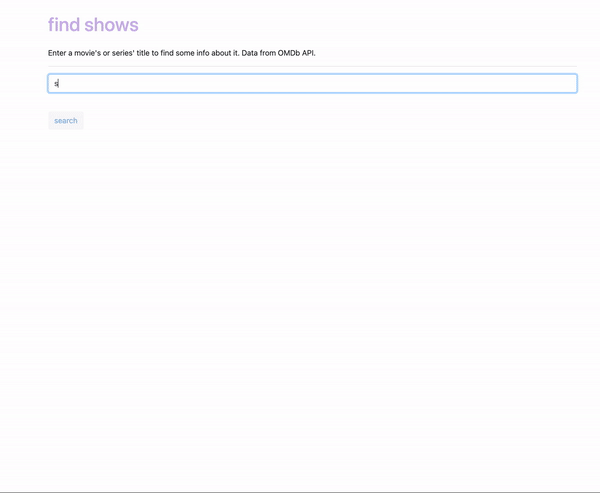 find shows
Enter a movie's or series' title to find some info about it. Data from OMDb API.
s
search